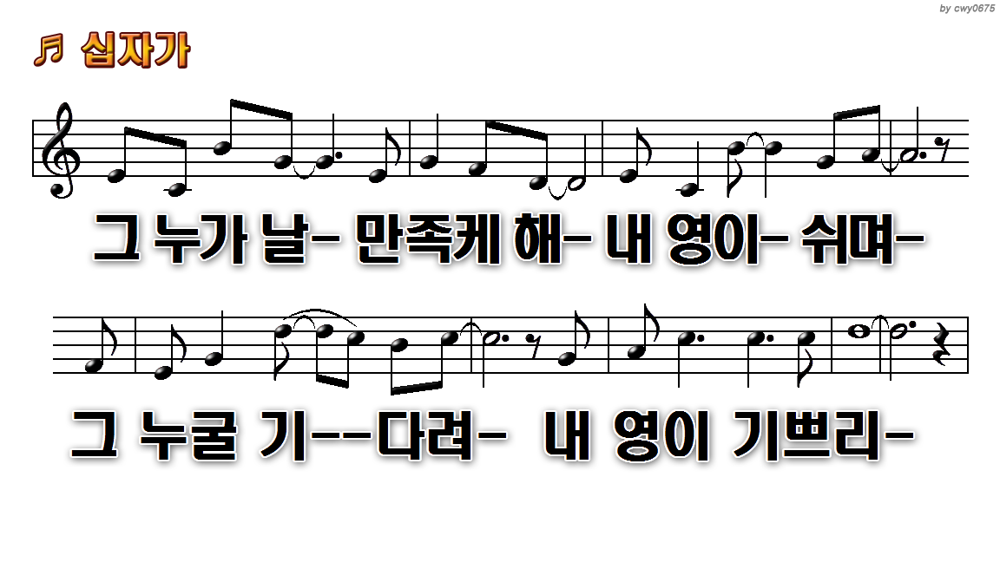 by cwy0675
♬ 십자가
그 누가 날- 만족케 해- 내 영이- 쉬며-
그 누굴 기--다려- 내 영이 기쁘리-